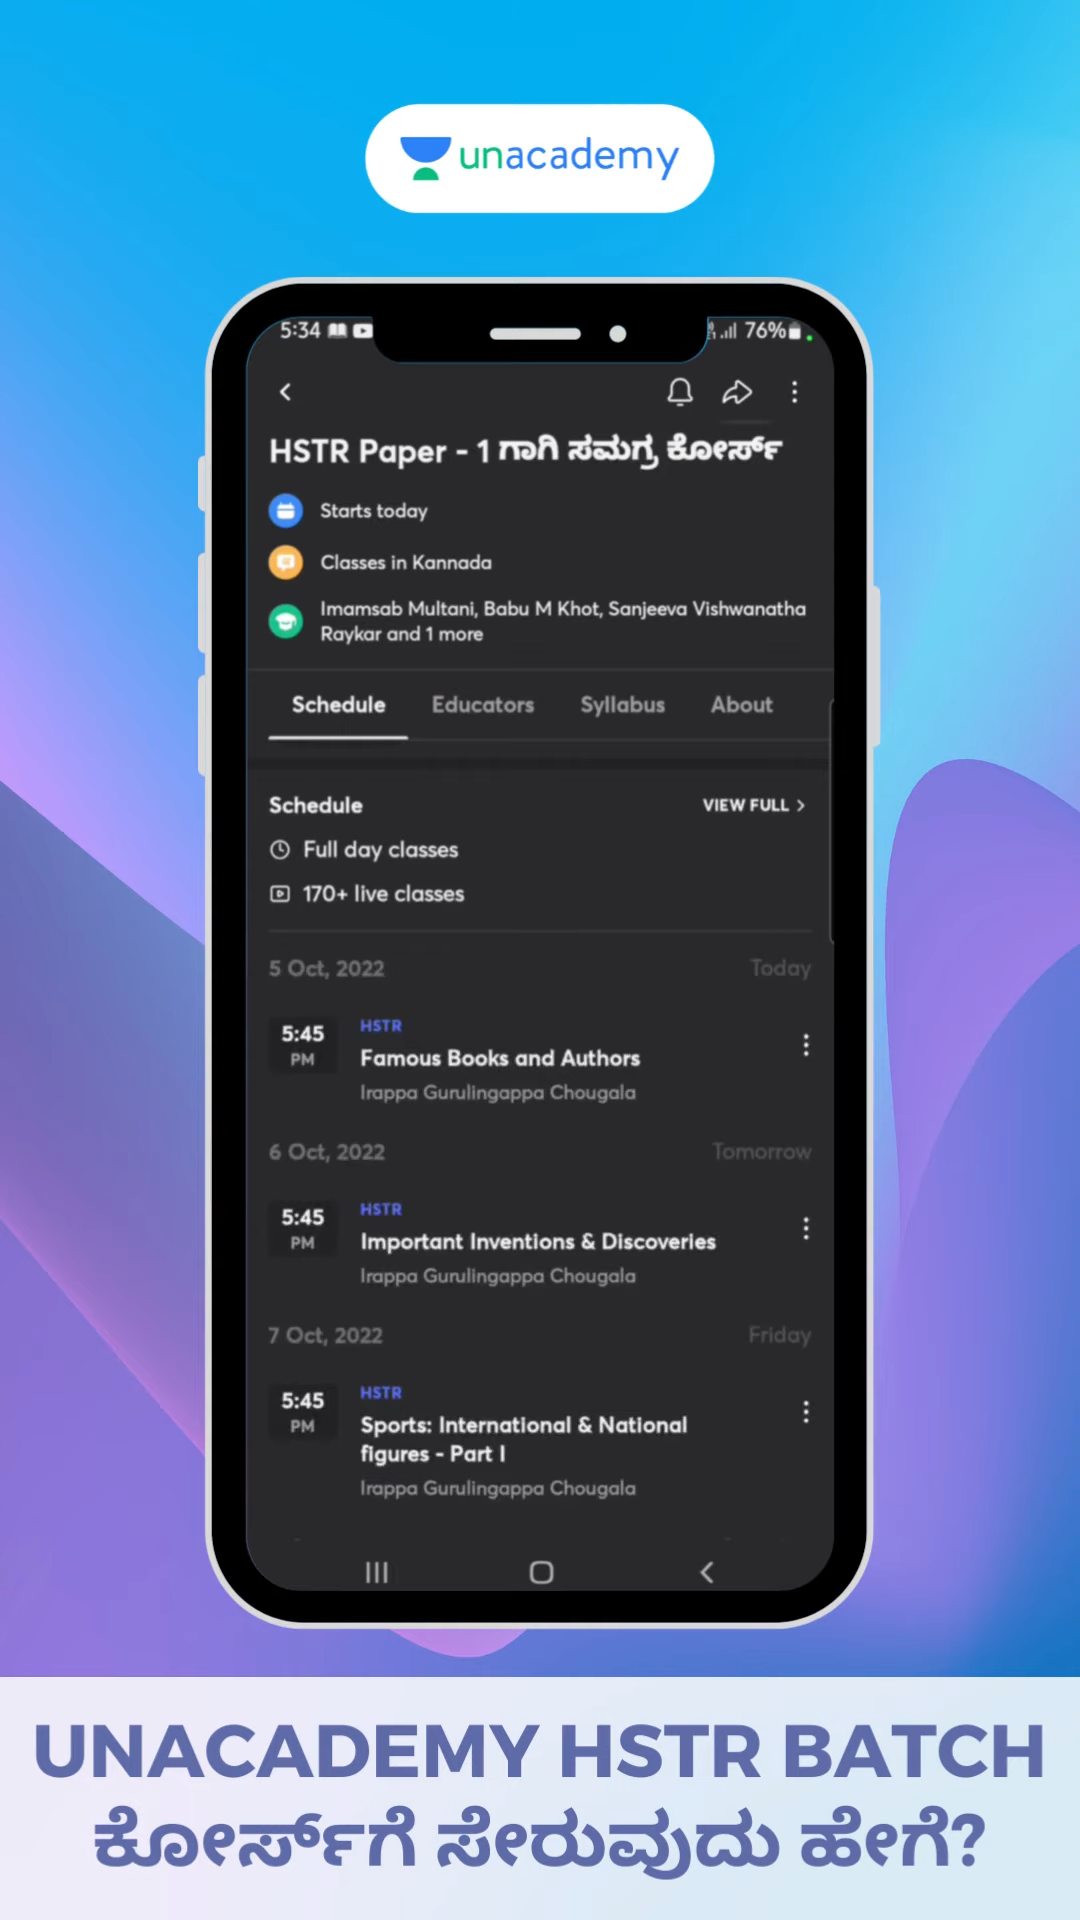 unacademy
5:34
76%
HSTR Paper - 1 ಗಾಗಿ ಸಮಗ್ರ ಕೋರ್ಸ್
Starts today
Classes in Kannada
Imamsab Multani, Babu M Khot, Sanjeeva Vishwanatha
Raykar and 1 more
Schedule Educators Syllabus About
Schedule VIEW FULL >
Full day classes
170+ live classes
5 Oct, 2022 Today
5:45 PM
HSTR
Famous Books and Authors
Irappa Gurulingappa Chougala
6 Oct, 2022 Tomorrow
5:45 PM
HSTR
Important Inventions & Discoveries
Irappa Gurulingappa Chougala
7 Oct, 2022 Friday
5:45 PM
HSTR
Sports: International & National
figures - Part I
Irappa Gurulingappa Chougala
UNACADEMY HSTR BATCH
ಕೋರ್ಸ್‌ಗೆ ಸೇರುವುದು ಹೇಗೆ?